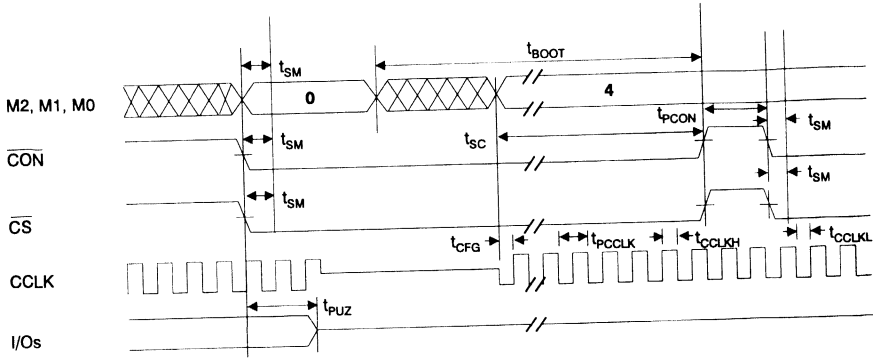 t_BOOT
t_SM
M2, M1, M0
0
4
t_PCON
t_SM
t_SM
t_SC
CON
t_SM
t_SM
CS
t_CFG
t_PCCLK
t_CCLKH
t_CCLKL
CCLK
t_PUZ
I/Os